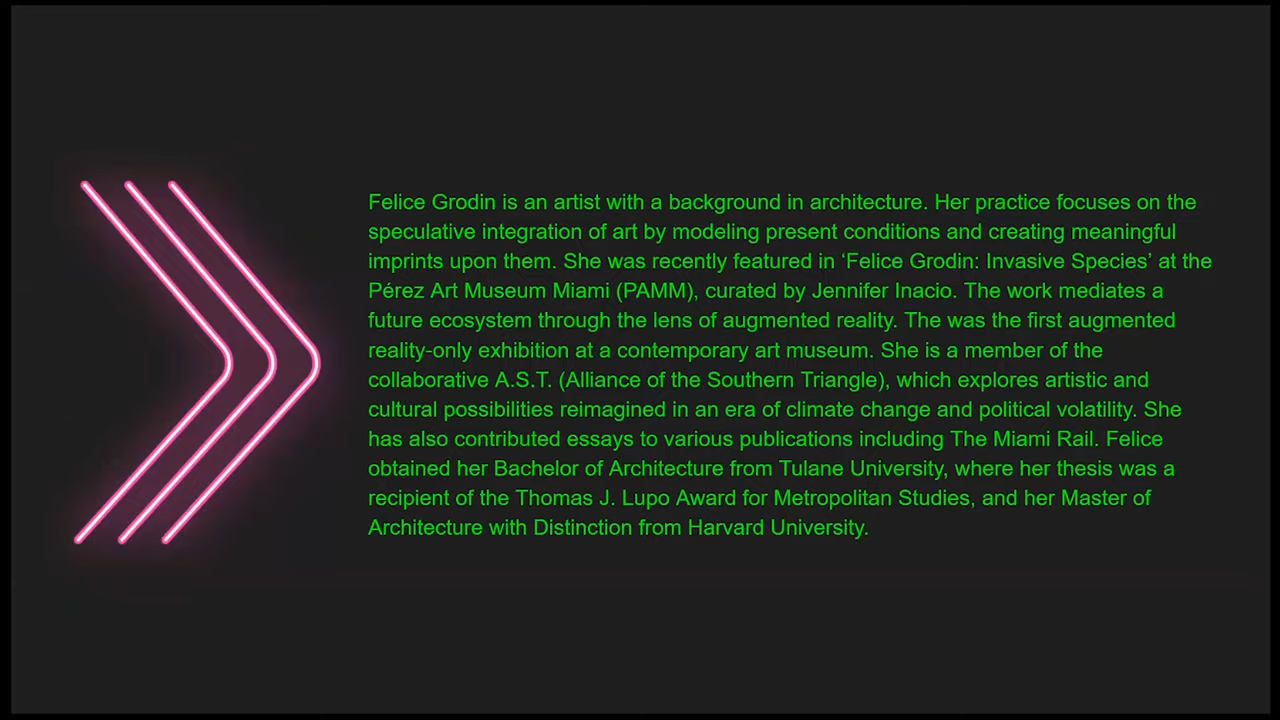 Felice Grodin is an artist with a background in architecture. Her practice focuses on the
speculative integration of art by modeling present conditions and creating meaningful
imprints upon them. She was recently featured in ‘Felice Grodin: Invasive Species’ at the
Pérez Art Museum Miami (PAMM), curated by Jennifer Inacio. The work mediates a
future ecosystem through the lens of augmented reality. The was the first augmented
reality-only exhibition at a contemporary art museum. She is a member of the
collaborative A.S.T. (Alliance of the Southern Triangle), which explores artistic and
cultural possibilities reimagined in an era of climate change and political volatility. She
has also contributed essays to various publications including The Miami Rail. Felice
obtained her Bachelor of Architecture from Tulane University, where her thesis was a
recipient of the Thomas J. Lupo Award for Metropolitan Studies, and her Master of
Architecture with Distinction from Harvard University.